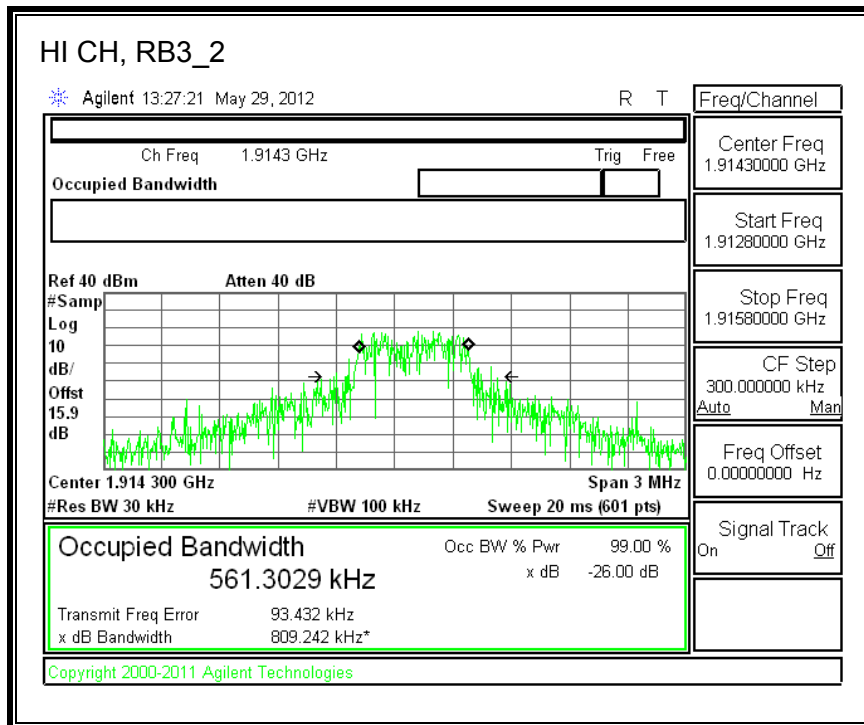 HI CH, RB3_2
Agilent 13:27:21 May 29, 2012 R T
Freq/Channel
Ch Freq 1.9143 GHz Trig Free
Occupied Bandwidth
Center Freq
1.91430000 GHz
Start Freq
1.91280000 GHz
Stop Freq
1.91580000 GHz
CF Step
300.000000 kHz
Auto Man
Freq Offset
0.00000000 Hz
Signal Track
On Off
Ref 40 dBm Atten 40 dB
#Samp
Log
10
dB/
Offst
15.9
dB
Center 1.914 300 GHz Span 3 MHz
#Res BW 30 kHz #VBW 100 kHz Sweep 20 ms (601 pts)
Occupied Bandwidth Occ BW % Pwr 99.00 %
561.3029 kHz x dB -26.00 dB
Transmit Freq Error 93.432 kHz
x dB Bandwidth 809.242 kHz*
Copyright 2000-2011 Agilent Technologies